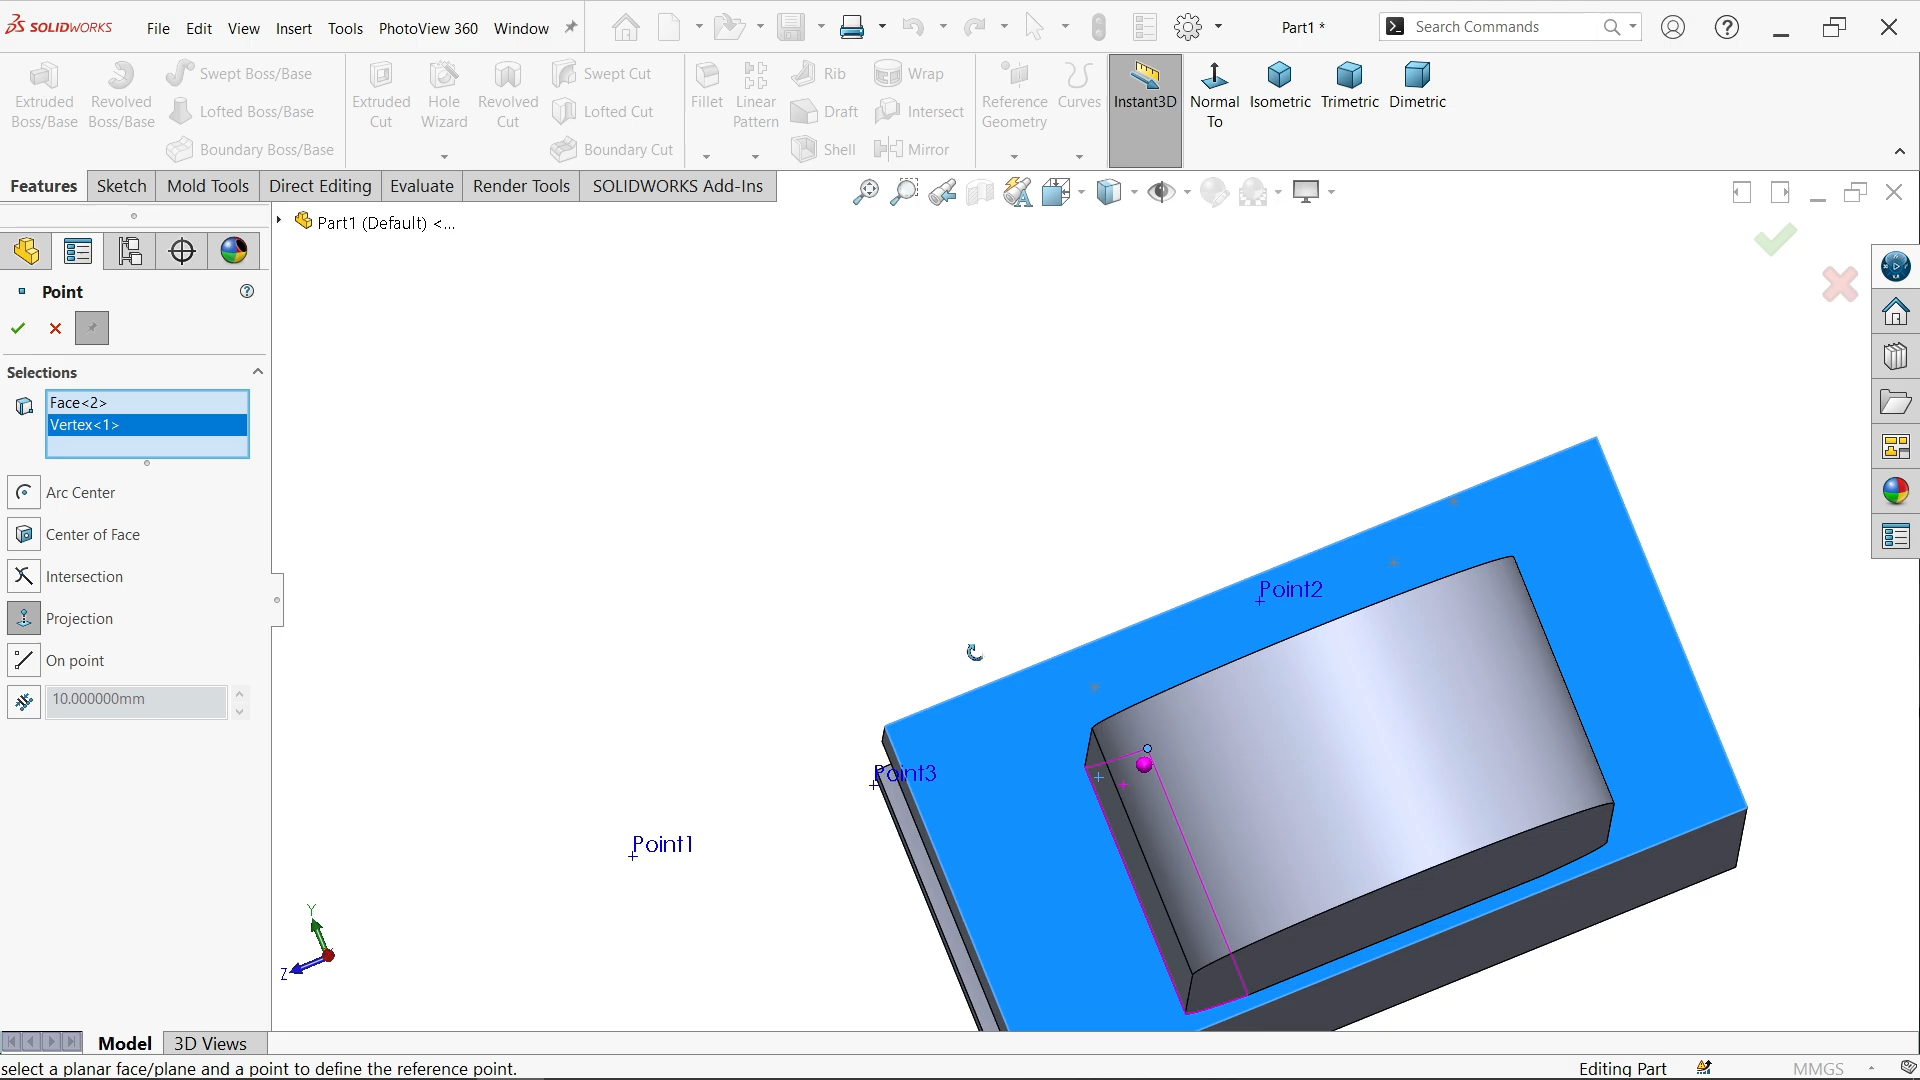 SOLIDWORKS File Edit View Insert Tools PhotoView 360 Window Part1 * Search Commands
Extruded Boss/Base
Revolved Boss/Base
Swept Boss/Base
Lofted Boss/Base
Boundary Boss/Base
Extruded Cut
Hole Wizard
Revolved Cut
Swept Cut
Lofted Cut
Boundary Cut
Fillet
Linear Pattern
Rib
Draft
Shell
Wrap
Intersect
Mirror
Reference Geometry
Curves
Instant3D
Normal To
Isometric
Trimetric
Dimetric
Features Sketch Mold Tools Direct Editing Evaluate Render Tools SOLIDWORKS Add-Ins
Part1 (Default) <...
Point
Selections
Face<2>
Vertex<1>
Arc Center
Center of Face
Intersection
Projection
On point
10.000000mm
Point2
Point3
Point1
Y
Z
Model 3D Views
select a planar face/plane and a point to define the reference point.
Editing Part MMGS